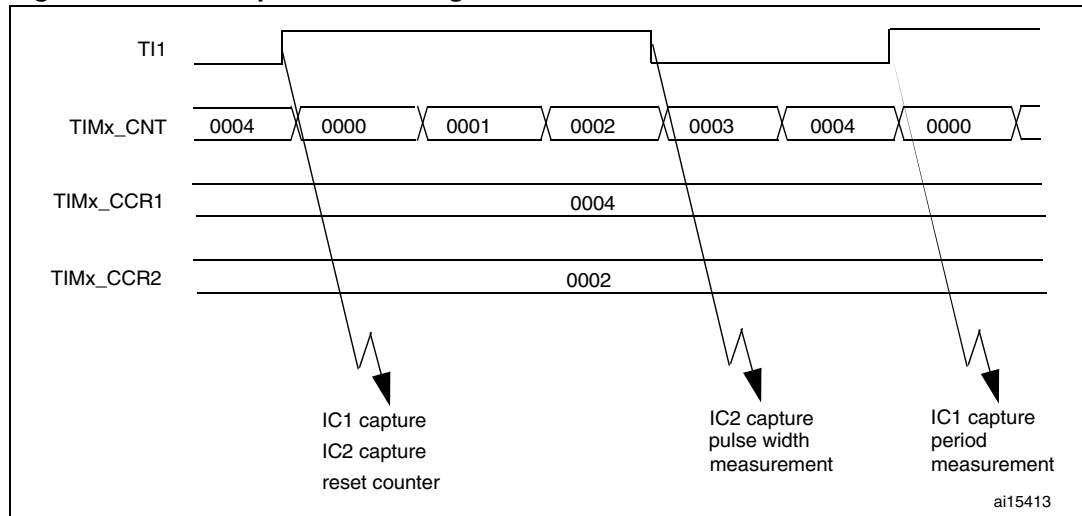 TI1
TIMx_CNT 0004 0000 0001 0002 0003 0004 0000
TIMx_CCR1 0004
TIMx_CCR2 0002
IC1 capture
IC2 capture
reset counter
IC2 capture
pulse width
measurement
IC1 capture
period
measurement
ai15413